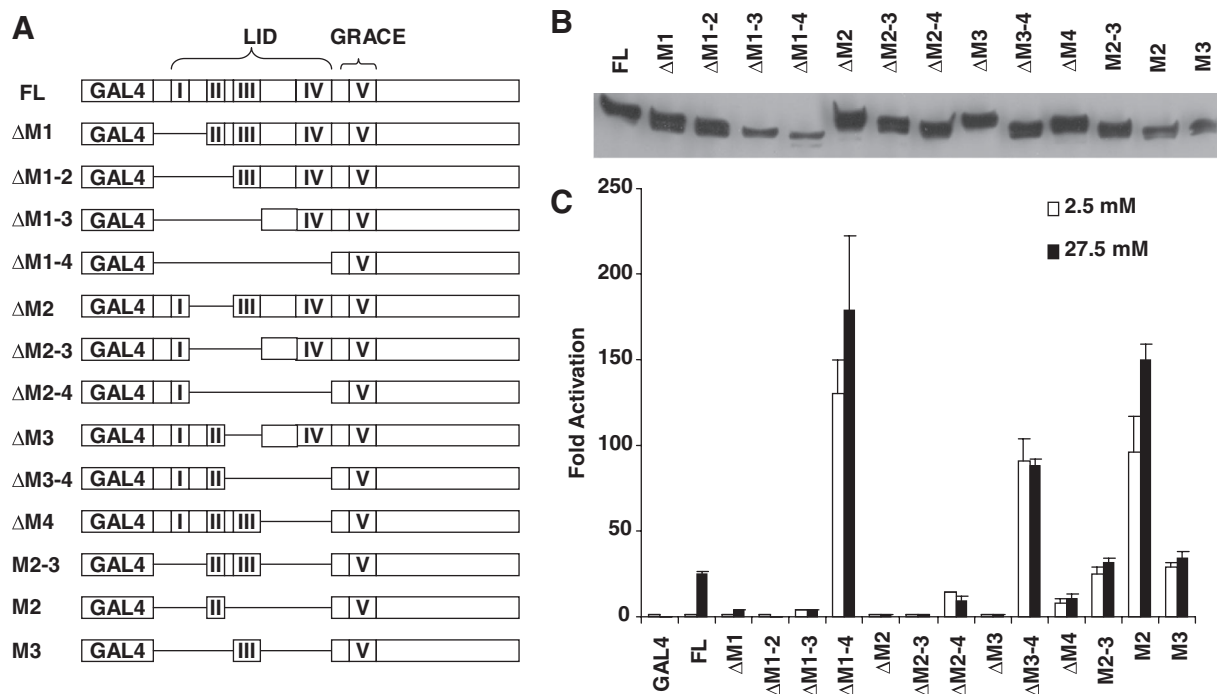 A
LID GRACE
FL GAL4 I II III IV V
ΔM1 GAL4 II III IV V
ΔM1-2 GAL4 III IV V
ΔM1-3 GAL4 IV V
ΔM1-4 GAL4 V
ΔM2 GAL4 I III IV V
ΔM2-3 GAL4 I IV V
ΔM2-4 GAL4 I V
ΔM3 GAL4 I II IV V
ΔM3-4 GAL4 I II V
ΔM4 GAL4 I II III V
M2-3 GAL4 II III V
M2 GAL4 II V
M3 GAL4 III V
B
FL ΔM1 ΔM1-2 ΔM1-3 ΔM1-4 ΔM2 ΔM2-3 ΔM2-4 ΔM3 ΔM3-4 ΔM4 M2-3 M2 M3
C
2.5 mM
27.5 mM
Fold Activation
250
200
150
100
50
0
GAL4 FL ΔM1 ΔM1-2 ΔM1-3 ΔM1-4 ΔM2 ΔM2-3 ΔM2-4 ΔM3 ΔM3-4 ΔM4 M2-3 M2 M3